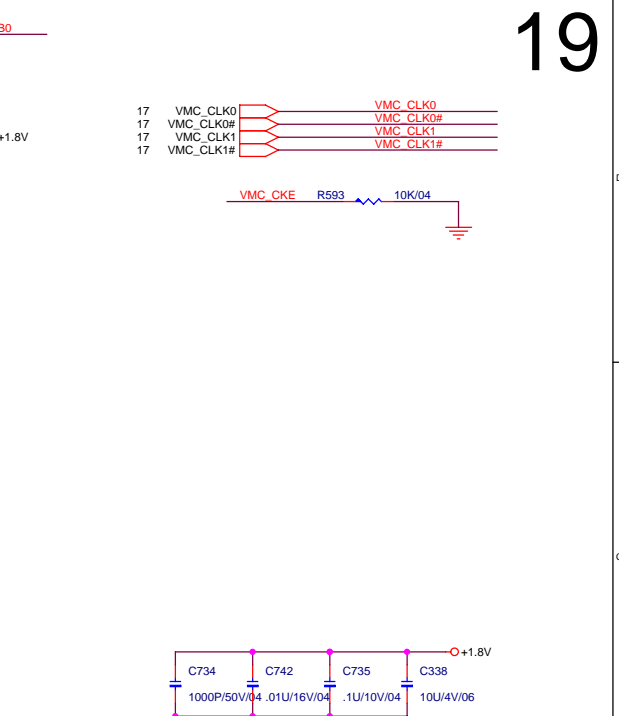 B0
19
17 VMC_CLK0 VMC_CLK0
17 VMC_CLK0# VMC_CLK0#
+1.8V
17 VMC_CLK1 VMC_CLK1
17 VMC_CLK1# VMC_CLK1#
VMC_CKE R593 10K/04
+1.8V
C734 C742 C735 C338
1000P/50V/04 .01U/16V/04 .1U/10V/04 10U/4V/06